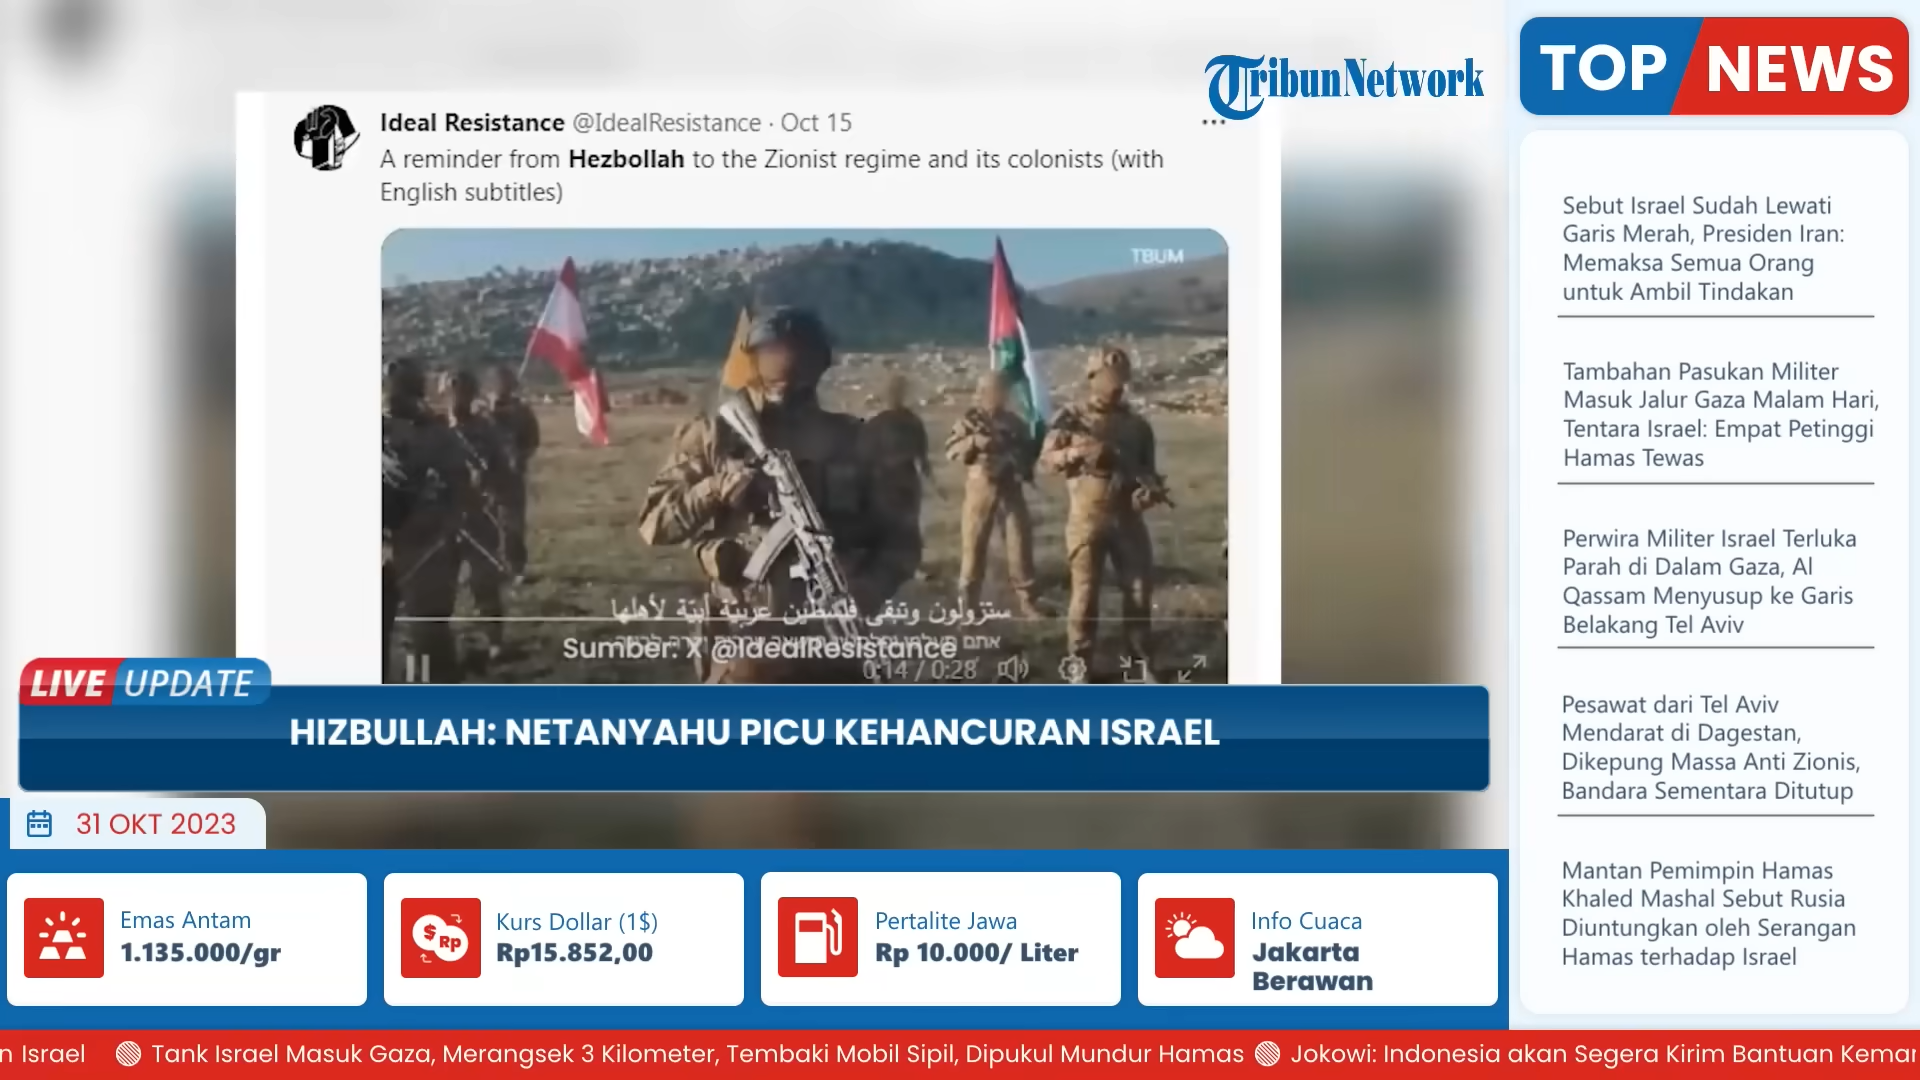 TribunNetwork
TOP NEWS
Ideal Resistance @IdealResistance · Oct 15
A reminder from Hezbollah to the Zionist regime and its colonists (with
English subtitles)
TBUM
ستزولون وتبقى فلسطين عربيّة أبيّة لأهلها
אתם
Sumber: X @IdealResistance
0:14 / 0:28
LIVE UPDATE
HIZBULLAH: NETANYAHU PICU KEHANCURAN ISRAEL
31 OKT 2023
Emas Antam
1.135.000/gr
Kurs Dollar (1$)
Rp15.852,00
Pertalite Jawa
Rp 10.000/ Liter
Info Cuaca
Jakarta
Berawan
Sebut Israel Sudah Lewati
Garis Merah, Presiden Iran:
Memaksa Semua Orang
untuk Ambil Tindakan
Tambahan Pasukan Militer
Masuk Jalur Gaza Malam Hari,
Tentara Israel: Empat Petinggi
Hamas Tewas
Perwira Militer Israel Terluka
Parah di Dalam Gaza, Al
Qassam Menyusup ke Garis
Belakang Tel Aviv
Pesawat dari Tel Aviv
Mendarat di Dagestan,
Dikepung Massa Anti Zionis,
Bandara Sementara Ditutup
Mantan Pemimpin Hamas
Khaled Mashal Sebut Rusia
Diuntungkan oleh Serangan
Hamas terhadap Israel
n Israel Tank Israel Masuk Gaza, Merangsek 3 Kilometer, Tembaki Mobil Sipil, Dipukul Mundur Hamas Jokowi: Indonesia akan Segera Kirim Bantuan Kemar